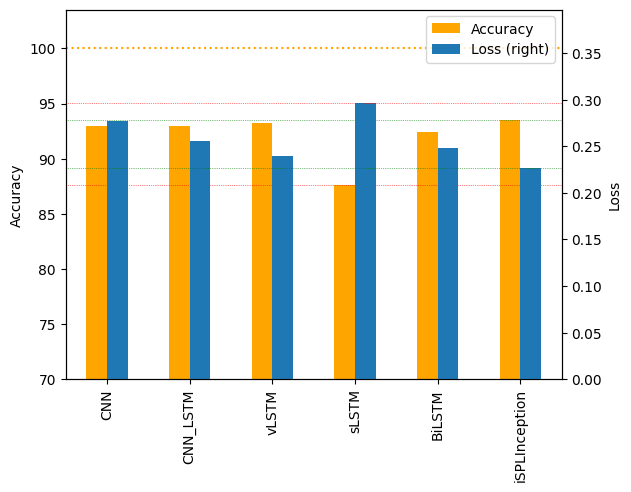 Accuracy
Loss (right)
100
95
90
85
80
75
70
Accuracy
0.35
0.30
0.25
0.20
0.15
0.10
0.05
0.00
Loss
CNN
CNN_LSTM
vLSTM
sLSTM
BiLSTM
iSPLInception